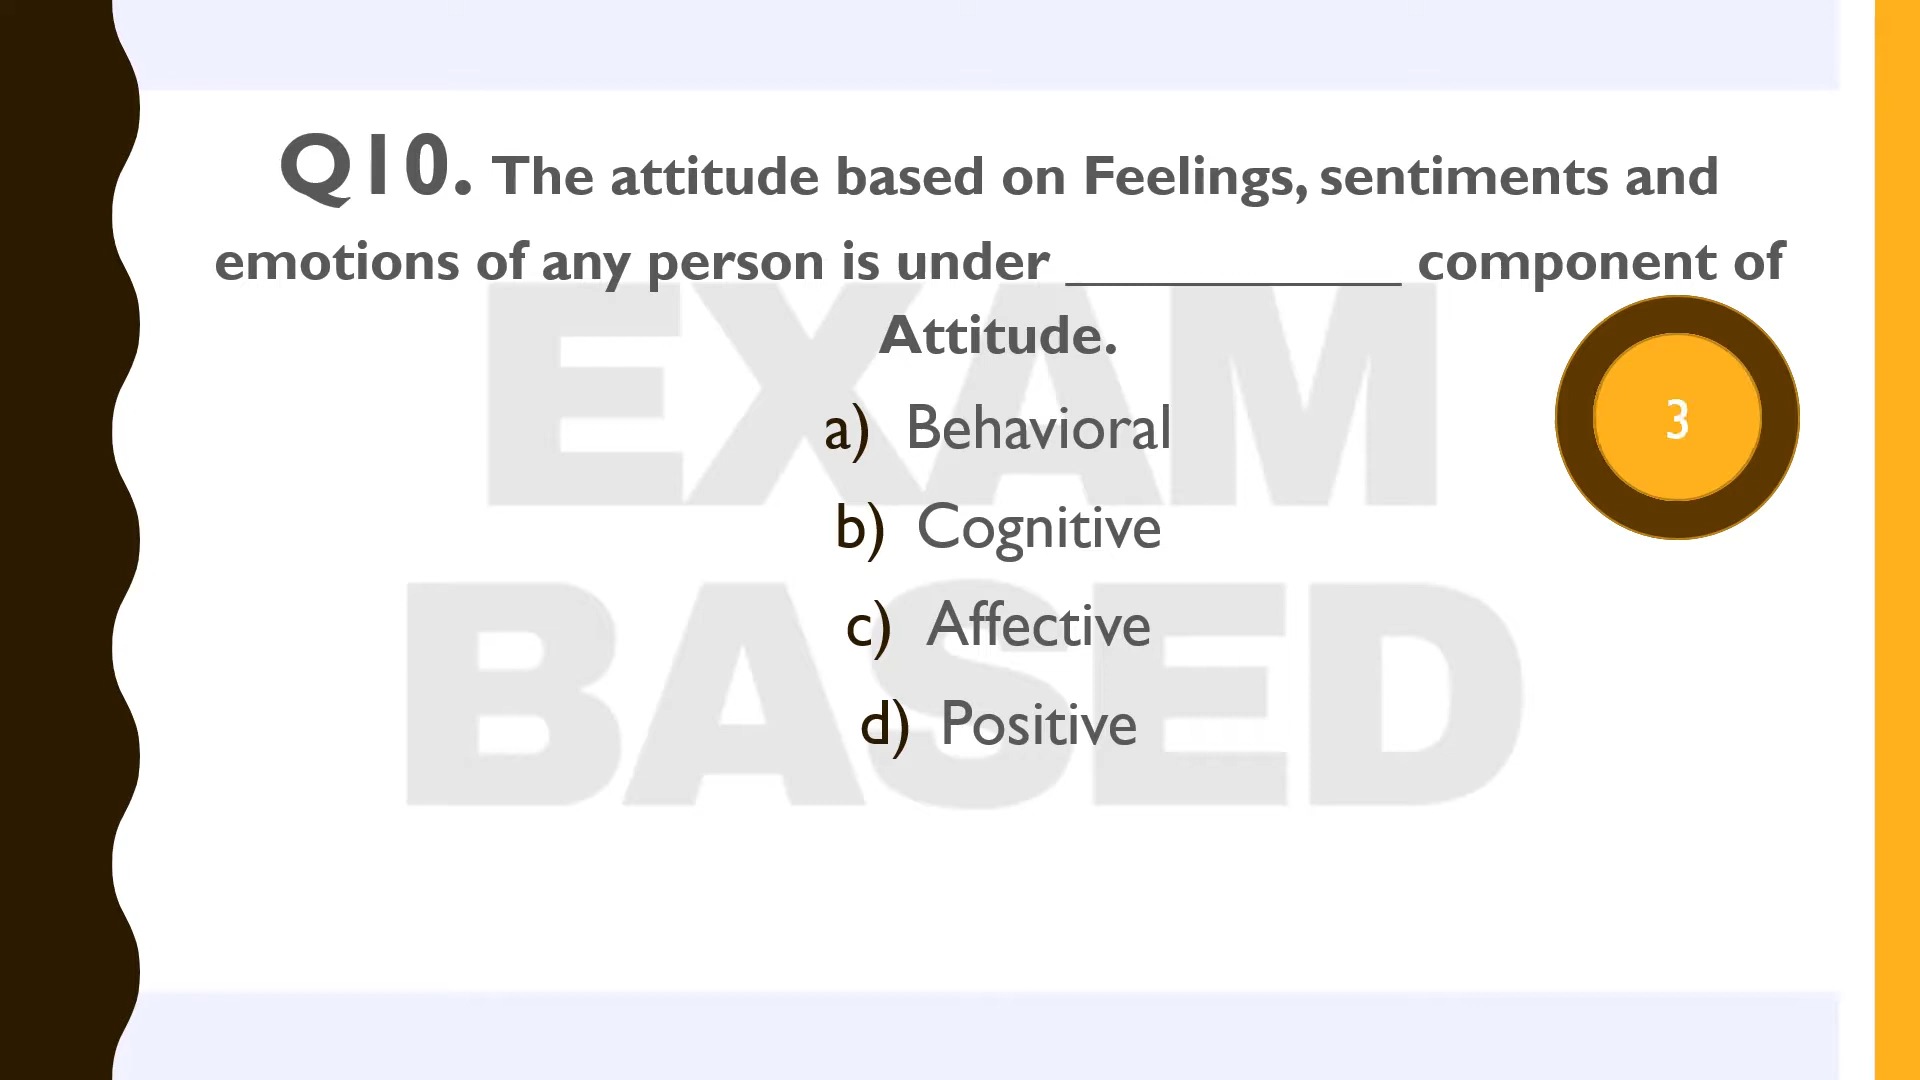 Q10. The attitude based on Feelings, sentiments and
emotions of any person is under ____________ component of
Attitude.
a) Behavioral
b) Cognitive
c) Affective
d) Positive
3
EXAM
BASED